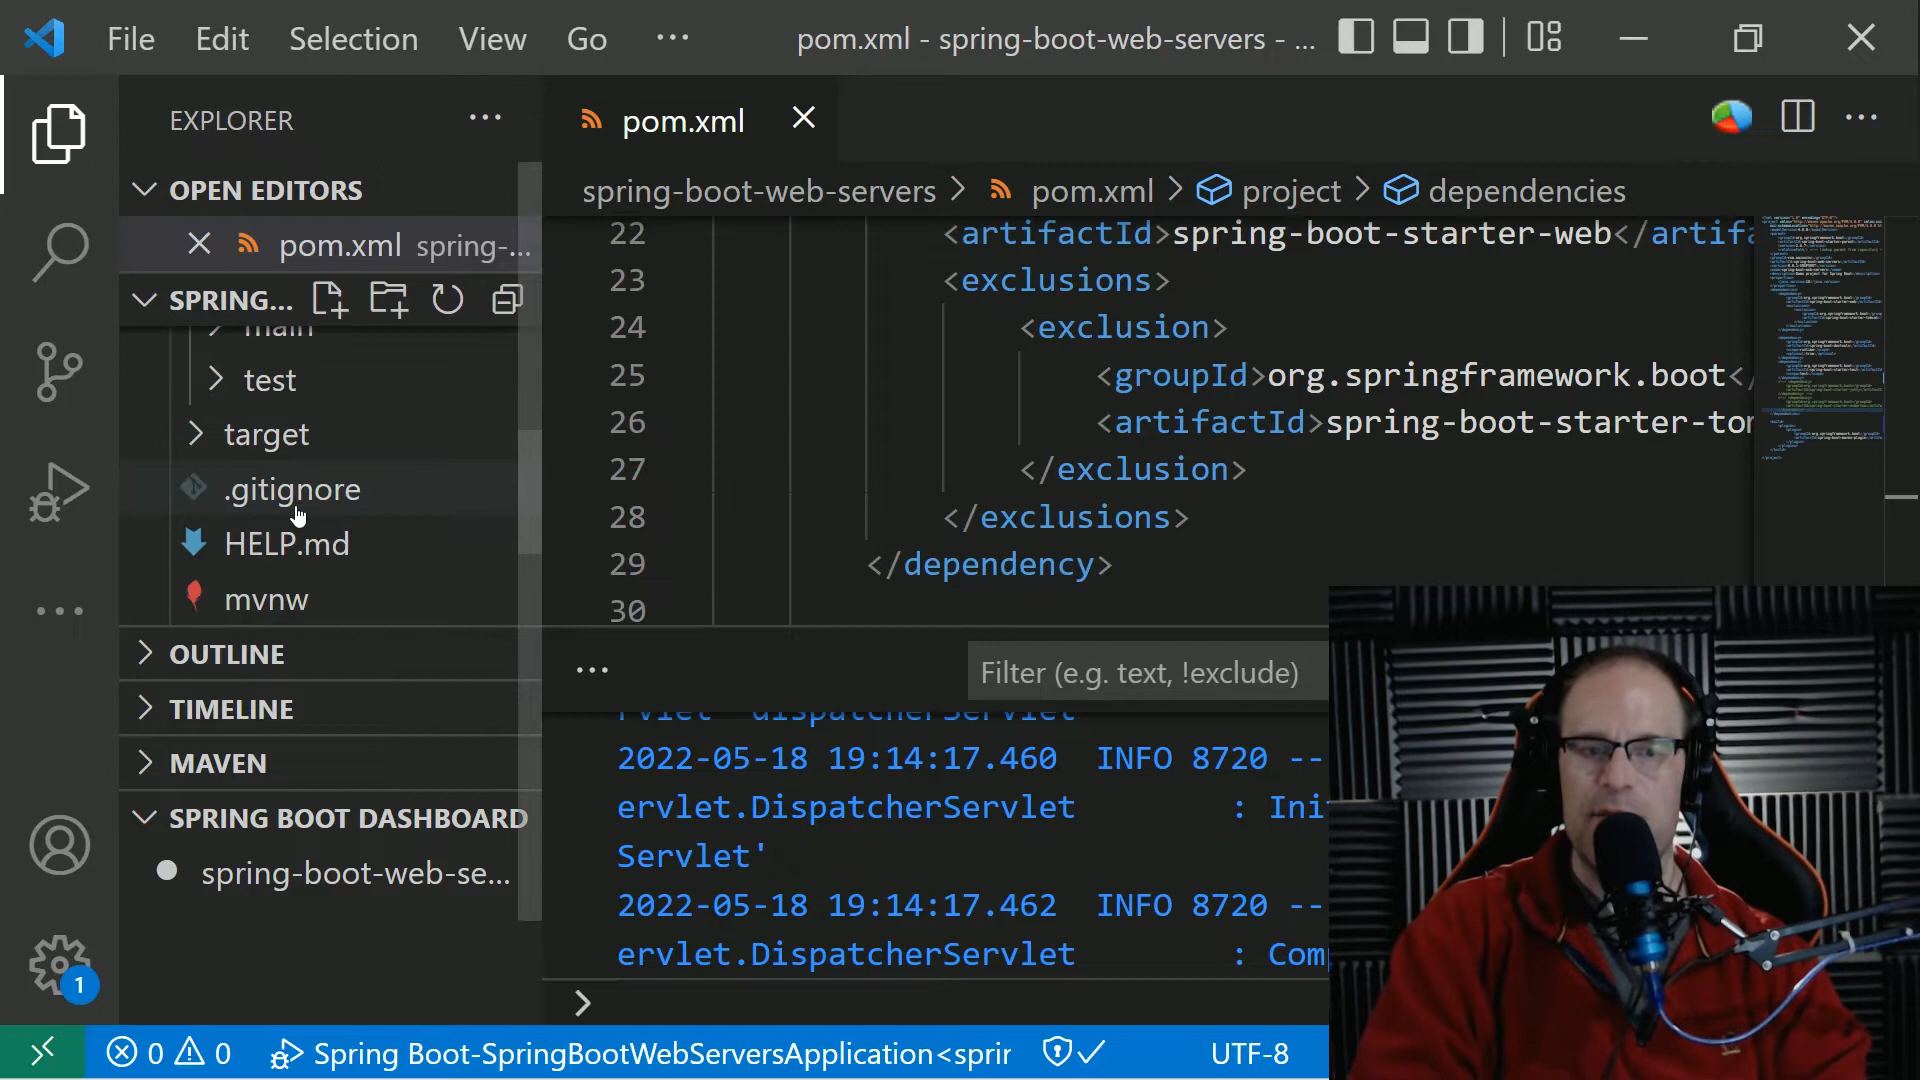 File Edit Selection View Go ··· pom.xml - spring-boot-web-servers - ...
EXPLORER
pom.xml
OPEN EDITORS
spring-boot-web-servers > pom.xml > project > dependencies
pom.xml spring-...
SPRING...
main
test
target
.gitignore
HELP.md
mvnw
OUTLINE
TIMELINE
MAVEN
SPRING BOOT DASHBOARD
spring-boot-web-se...
1
22 <artifactId>spring-boot-starter-web</artifa
23 <exclusions>
24 <exclusion>
25 <groupId>org.springframework.boot</
26 <artifactId>spring-boot-starter-tom
27 </exclusion>
28 </exclusions>
29 </dependency>
30
Filter (e.g. text, !exclude)
rvlet 'dispatcherServlet'
2022-05-18 19:14:17.460 INFO 8720 --
ervlet.DispatcherServlet : Ini
Servlet'
2022-05-18 19:14:17.462 INFO 8720 --
ervlet.DispatcherServlet : Com
>
0 0 Spring Boot-SpringBootWebServersApplication<sprin UTF-8